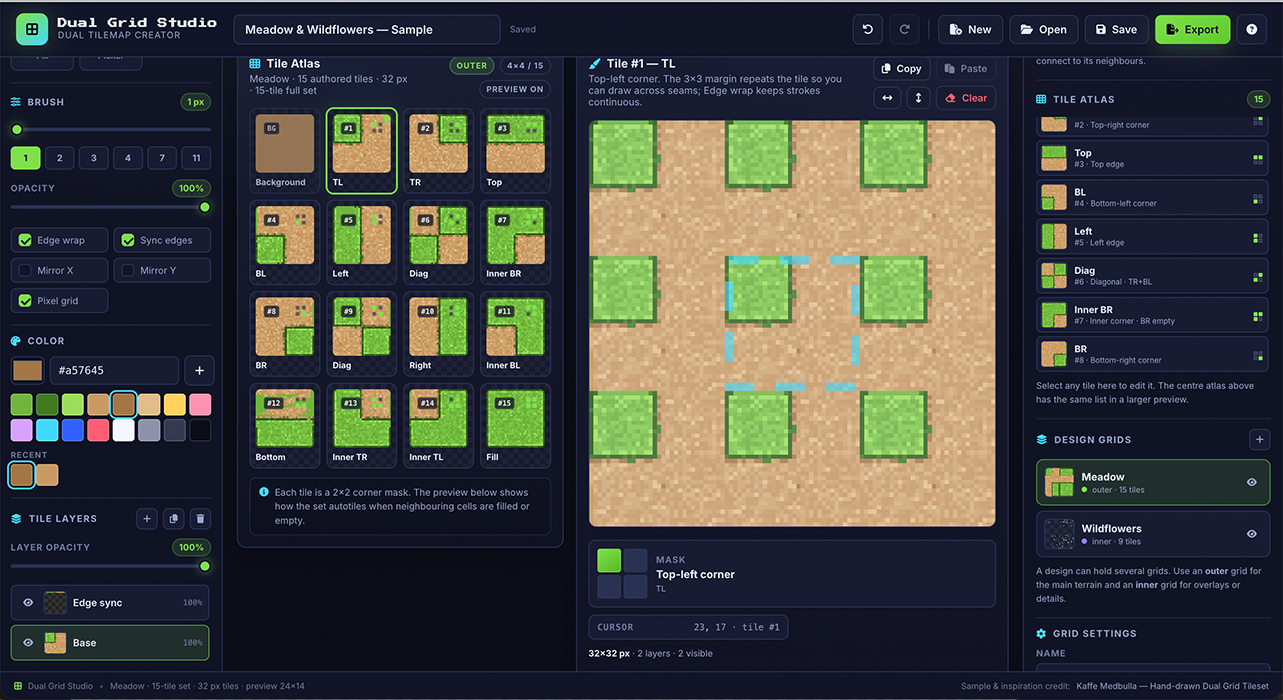 Dual Grid Studio
DUAL TILEMAP CREATOR
Meadow & Wildflowers — Sample
Saved
New
Open
Save
Export
BRUSH
1 px
1
2
3
4
7
11
OPACITY
100%
Edge wrap
Sync edges
Mirror X
Mirror Y
Pixel grid
COLOR
#a57645
RECENT
TILE LAYERS
LAYER OPACITY
100%
Edge sync
100%
Base
100%
Tile Atlas
OUTER
4×4 / 15
Meadow · 15 authored tiles · 32 px
· 15-tile full set
PREVIEW ON
BG
Background
#1
TL
#2
TR
#3
Top
#4
BL
#5
Left
#6
Diag
#7
Inner BR
#8
BR
#9
Diag
#10
Right
#11
Inner BL
#12
Bottom
#13
Inner TR
#14
Inner TL
#15
Fill
Each tile is a 2×2 corner mask. The preview below shows
how the set autotiles when neighbouring cells are filled or
empty.
Tile #1 — TL
Top-left corner. The 3×3 margin repeats the tile so you
can draw across seams; Edge wrap keeps strokes
continuous.
Copy
Paste
Clear
MASK
Top-left corner
TL
CURSOR
23, 17 · tile #1
32×32 px · 2 layers · 2 visible
connect to its neighbours.
TILE ATLAS
15
#2 · Top-right corner
Top
#3 · Top edge
BL
#4 · Bottom-left corner
Left
#5 · Left edge
Diag
#6 · Diagonal · TR+BL
Inner BR
#7 · Inner corner · BR empty
BR
#8 · Bottom-right corner
Select any tile here to edit it. The centre atlas above
has the same list in a larger preview.
DESIGN GRIDS
Meadow
outer · 15 tiles
Wildflowers
inner · 9 tiles
A design can hold several grids. Use an outer grid for
the main terrain and an inner grid for overlays or
details.
GRID SETTINGS
NAME
Dual Grid Studio • Meadow · 15-tile set · 32 px tiles · preview 24×14
Sample & inspiration credit: Kaffe Medbulla — Hand-drawn Dual Grid Tileset